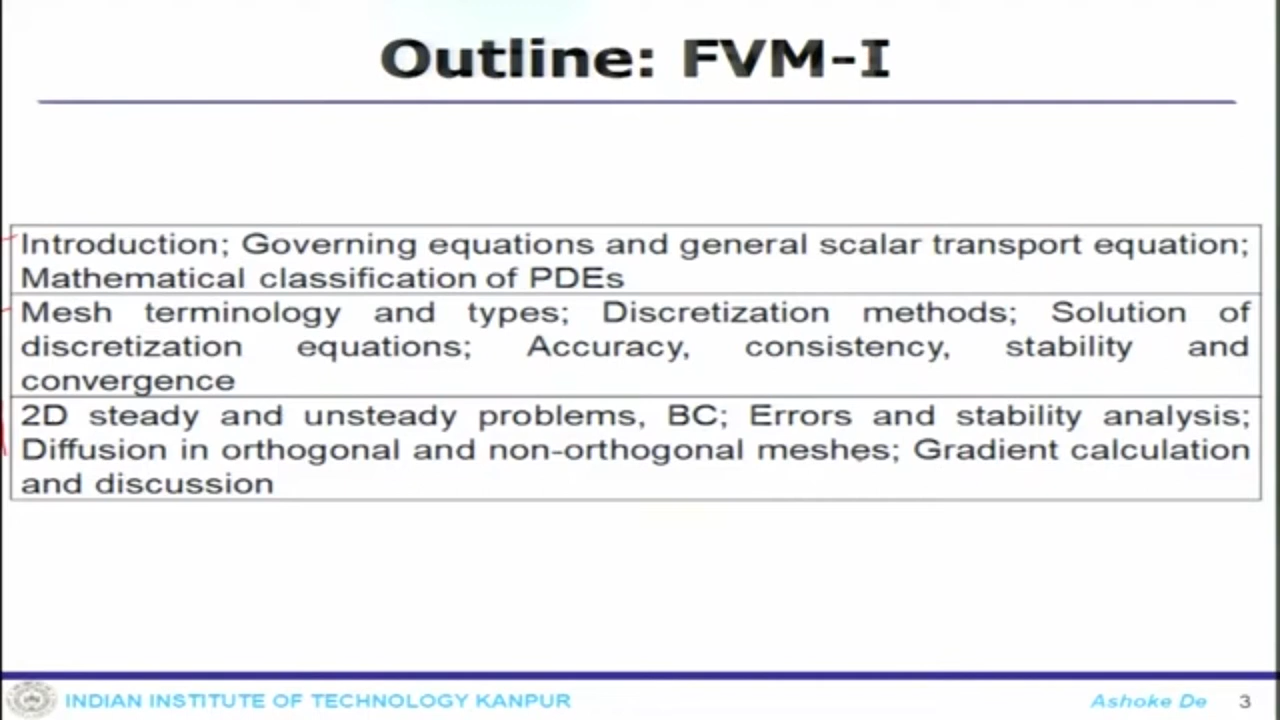 Outline: FVM-I
Introduction; Governing equations and general scalar transport equation;
Mathematical classification of PDEs
Mesh terminology and types; Discretization methods; Solution of
discretization equations; Accuracy, consistency, stability and
convergence
2D steady and unsteady problems, BC; Errors and stability analysis;
Diffusion in orthogonal and non-orthogonal meshes; Gradient calculation
and discussion
INDIAN INSTITUTE OF TECHNOLOGY KANPUR
Ashoke De 3